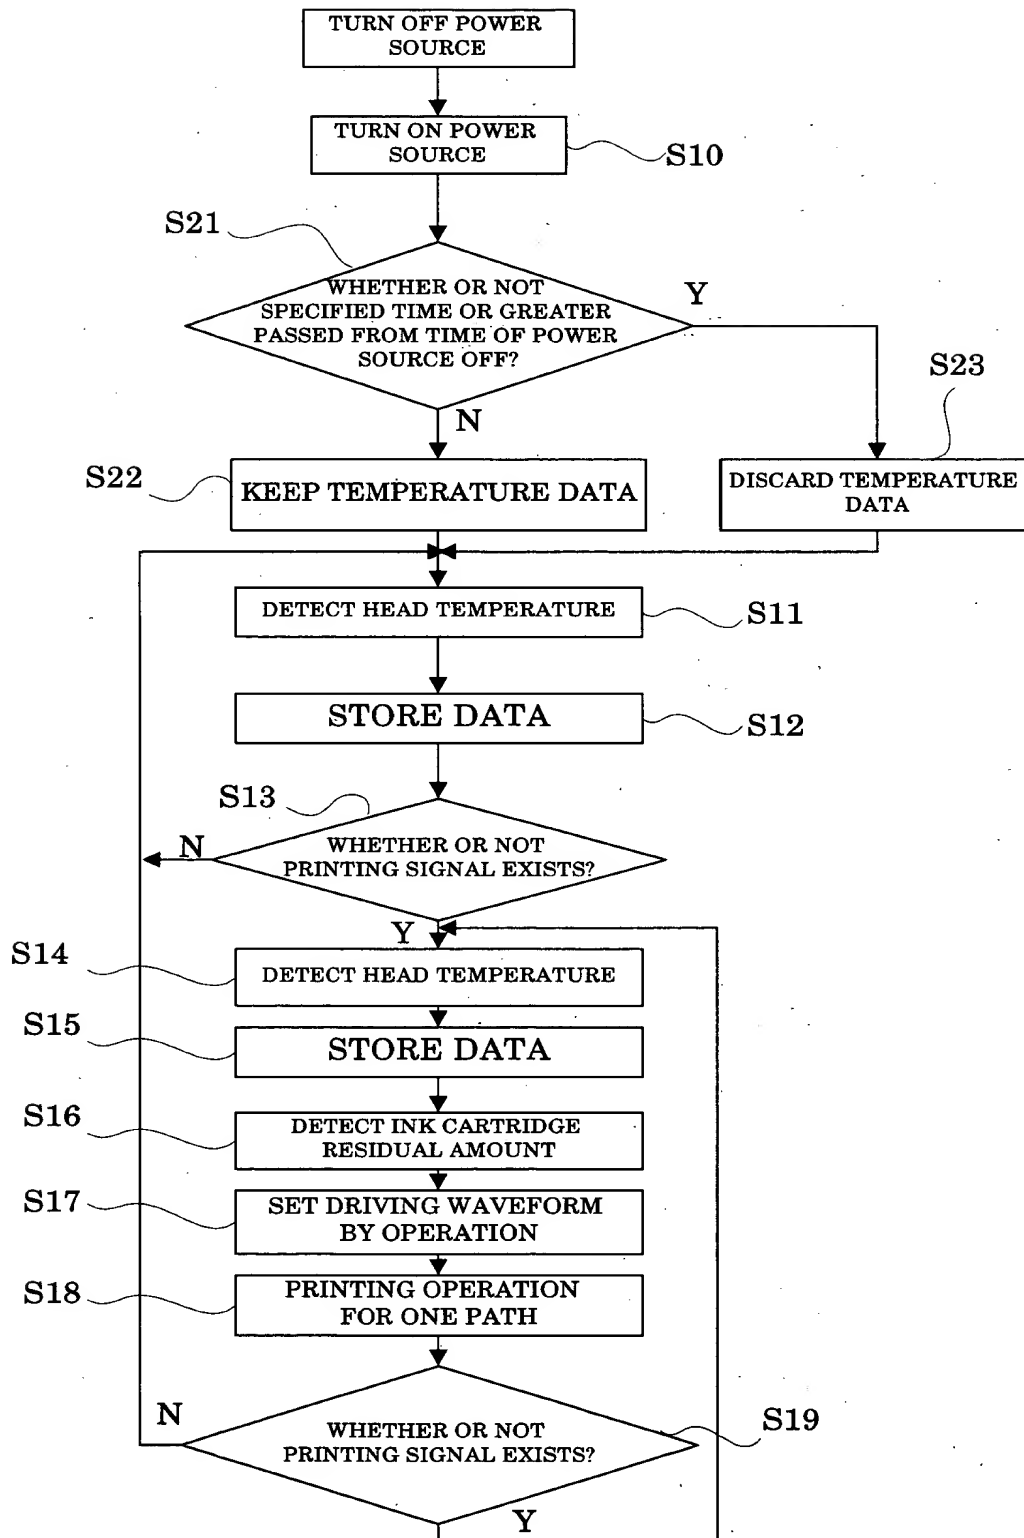 TURN OFF POWER
SOURCE
TURN ON POWER
SOURCE
S10
S21
WHETHER OR NOT
SPECIFIED TIME OR GREATER
PASSED FROM TIME OF POWER
SOURCE OFF?
Y
N
S23
S22
KEEP TEMPERATURE DATA
DISCARD TEMPERATURE
DATA
DETECT HEAD TEMPERATURE
S11
STORE DATA
S12
S13
WHETHER OR NOT
PRINTING SIGNAL EXISTS?
N
Y
S14
DETECT HEAD TEMPERATURE
S15
STORE DATA
S16
DETECT INK CARTRIDGE
RESIDUAL AMOUNT
S17
SET DRIVING WAVEFORM
BY OPERATION
S18
PRINTING OPERATION
FOR ONE PATH
N
WHETHER OR NOT
PRINTING SIGNAL EXISTS?
S19
Y